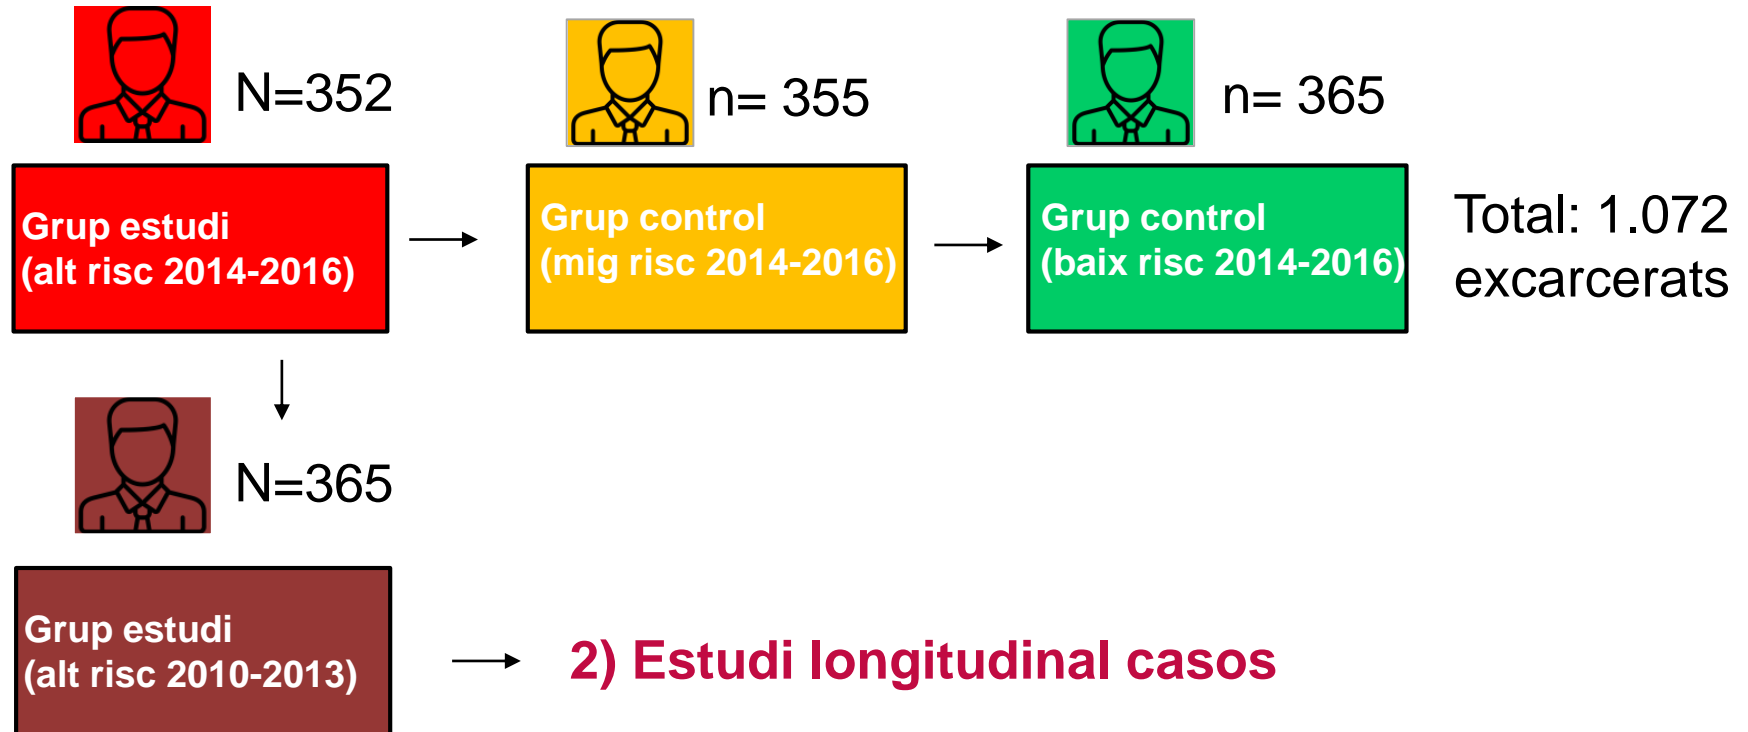 N=352
n= 355
n= 365
Grup estudi
(alt risc 2014-2016)
Grup control
(mig risc 2014-2016)
Grup control
(baix risc 2014-2016)
Total: 1.072
excarcerats
N=365
Grup estudi
(alt risc 2010-2013)
2) Estudi longitudinal casos